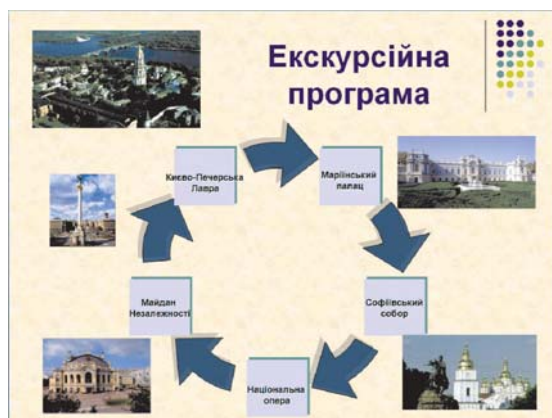 Екскурсійна
програма
Києво-Печерська
Лавра
Маріїнський
палац
Софіївський
собор
Національна
опера
Майдан
Незалежності